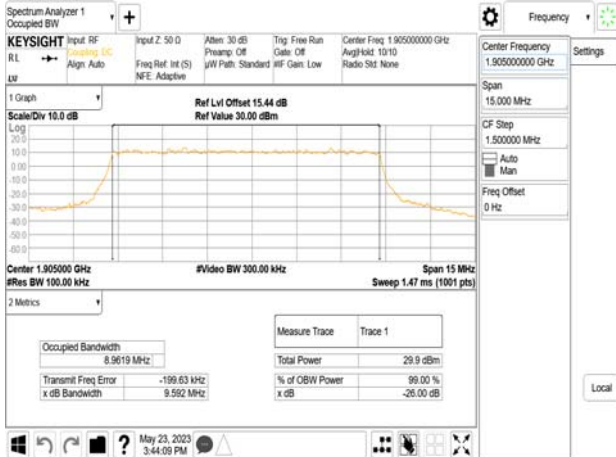 Spectrum Analyzer 1
Occupied BW
+
Frequency
KEYSIGHT
RL
Input: RF
Coupling: DC
Align: Auto
Input Z: 50 Ω
Freq Ref: Int (S)
NFE: Adaptive
Atten: 30 dB
Preamp: Off
µW Path: Standard
Trig: Free Run
Gate: Off
#IF Gain: Low
Center Freq: 1.905000000 GHz
Avg|Hold: 10/10
Radio Std: None
Center Frequency
1.905000000 GHz
Settings
Span
15.000 MHz
CF Step
1.500000 MHz
Auto
Man
Freq Offset
0 Hz
Local
1 Graph
Scale/Div 10.0 dB
Ref Lvl Offset 15.44 dB
Ref Value 30.00 dBm
Log
20.0
10.0
0.00
-10.0
-20.0
-30.0
-40.0
-50.0
-60.0
Center 1.905000 GHz
#Video BW 300.00 kHz
Span 15 MHz
#Res BW 100.00 kHz
Sweep 1.47 ms (1001 pts)
2 Metrics
Measure Trace Trace 1
Occupied Bandwidth
8.9619 MHz
Total Power 29.9 dBm
Transmit Freq Error -199.63 kHz
% of OBW Power 99.00 %
x dB Bandwidth 9.592 MHz
x dB -26.00 dB
?
May 23, 2023
3:44:09 PM